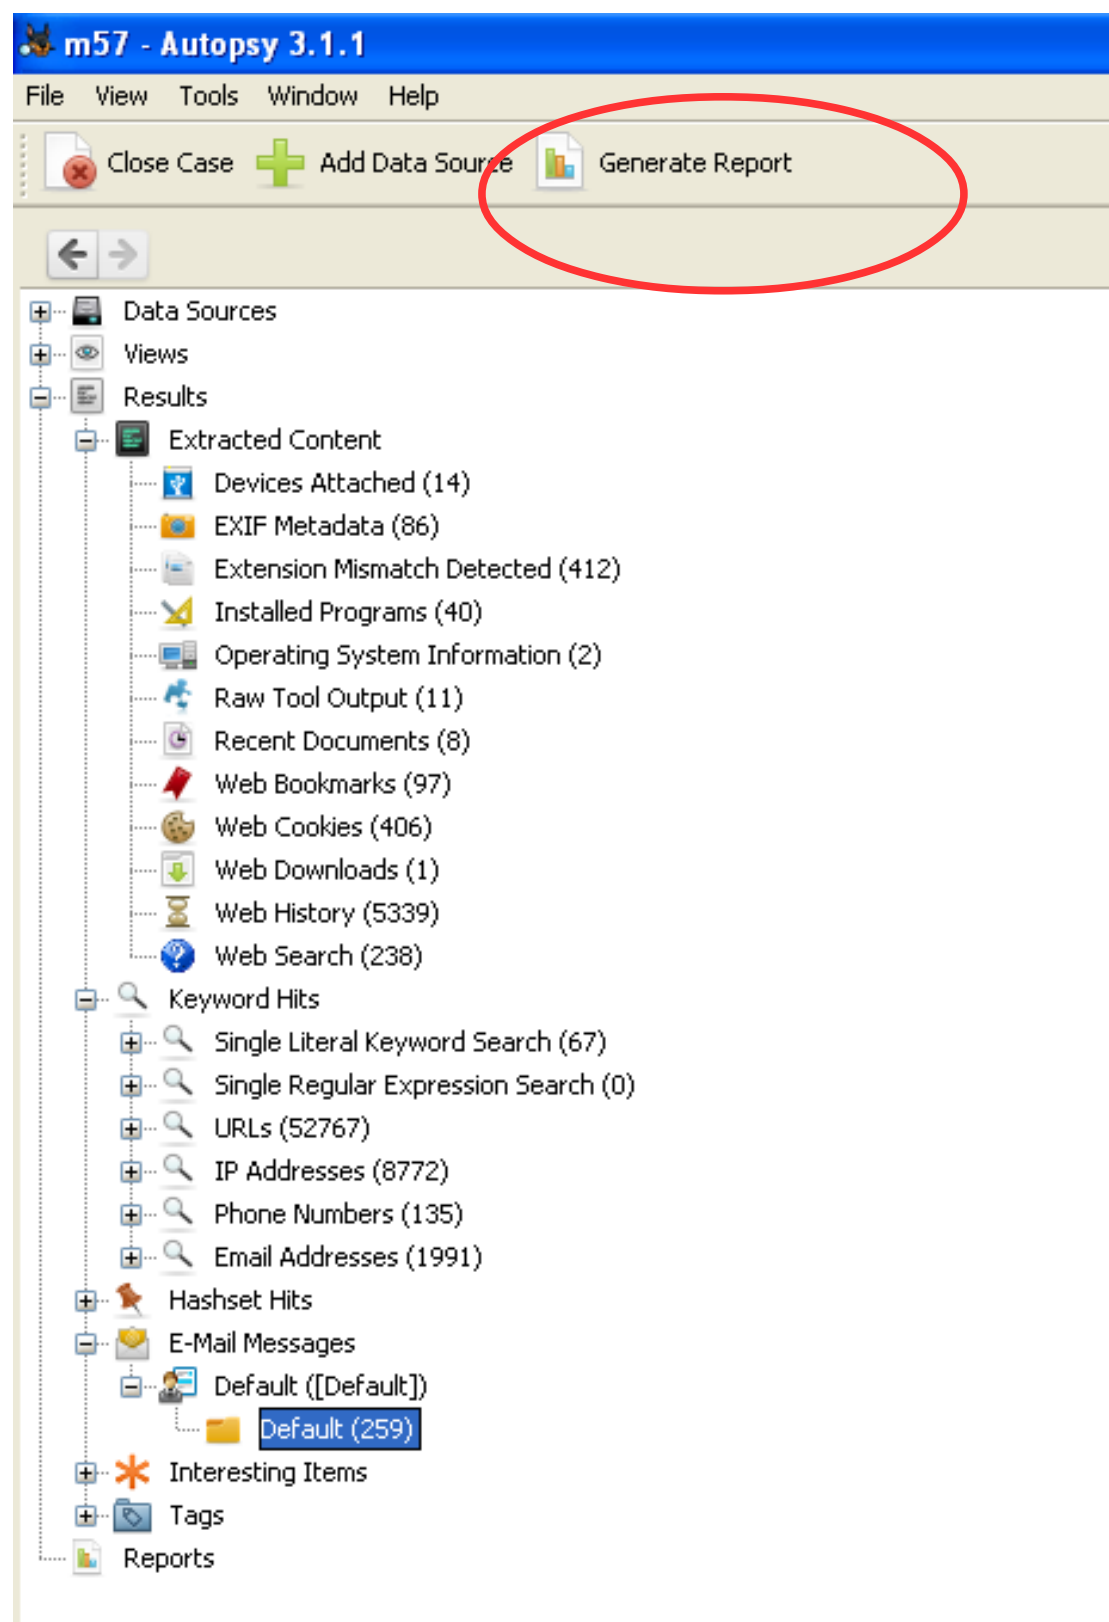 m57 - Autopsy 3.1.1
File View Tools Window Help
Close Case Add Data Source Generate Report
Data Sources
Views
Results
Extracted Content
Devices Attached (14)
EXIF Metadata (86)
Extension Mismatch Detected (412)
Installed Programs (40)
Operating System Information (2)
Raw Tool Output (11)
Recent Documents (8)
Web Bookmarks (97)
Web Cookies (406)
Web Downloads (1)
Web History (5339)
Web Search (238)
Keyword Hits
Single Literal Keyword Search (67)
Single Regular Expression Search (0)
URLs (52767)
IP Addresses (8772)
Phone Numbers (135)
Email Addresses (1991)
Hashset Hits
E-Mail Messages
Default ([Default])
Default (259)
Interesting Items
Tags
Reports